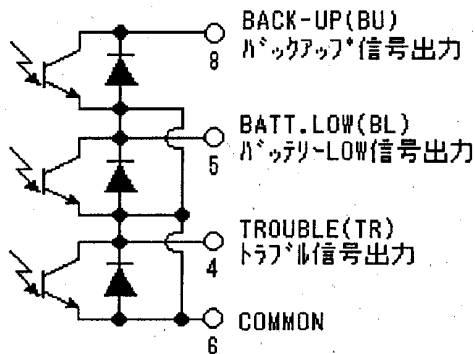 BACK-UP(BU)
8
バックアップ信号出力
BATT.LOW(BL)
5
バッテリーLOW信号出力
TROUBLE(TR)
4
トラブル信号出力
COMMON
6